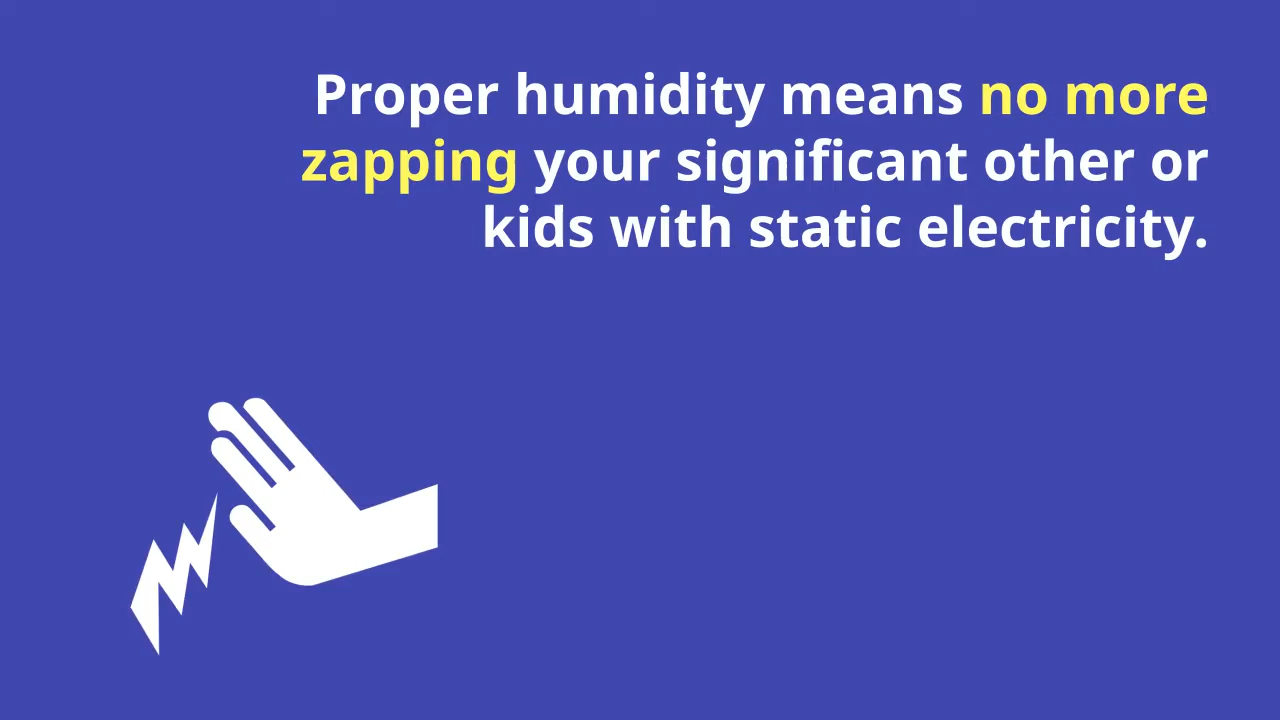 Proper humidity means no more
zapping your significant other or
kids with static electricity.